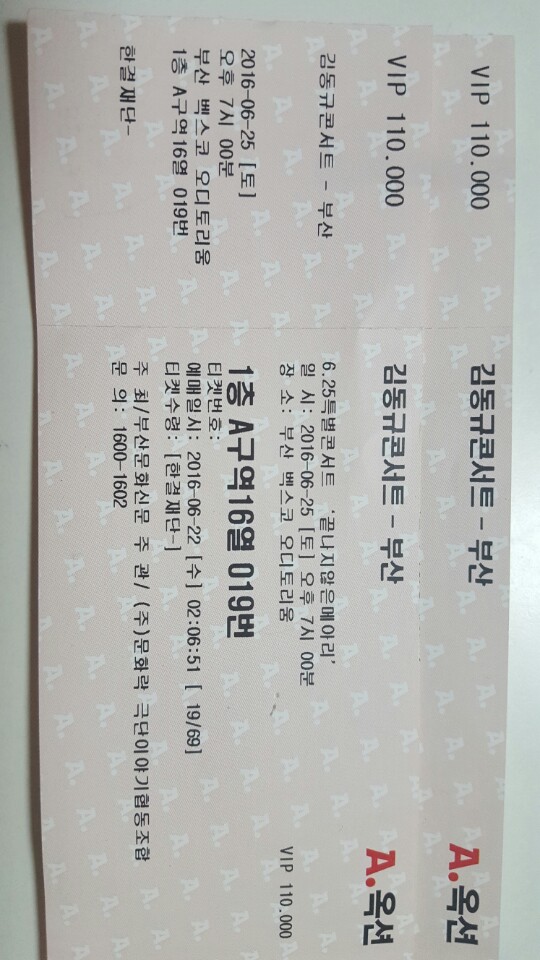 VIP 110.000
김동규콘서트 - 부산
A.옥션
VIP 110.000
김동규콘서트 - 부산
A.옥션
김동규콘서트 - 부산
2016-06-25 [토]
오후 7시 00분
부산 벡스코 오디토리움
1층 A구역16열 019번
한결재단-
6.25특별콘서트 '끝나지않은메아리'
일 시: 2016-06-25 [토] 오후 7시 00분
장 소: 부산 벡스코 오디토리움
VIP 110.000
1층 A구역16열 019번
티켓번호:
예매일시: 2016-06-22 [수] 02:06:51 [ 19/69]
티켓수령: [한결재단-]
주 최/부산문화신문 주 관/ (주)문화락 극단이야기협동조합
문 의: 1600-1602